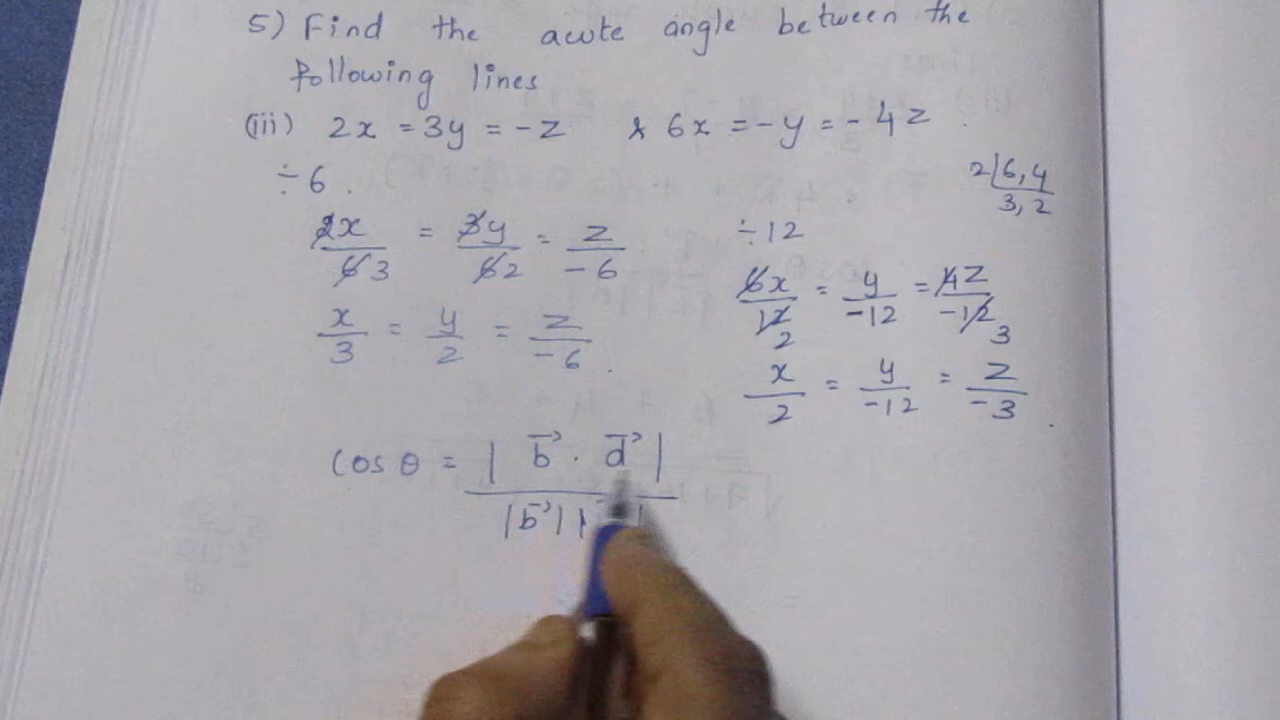 5) Find the acute angle between the
following lines
(iii) 2x = 3y = -z & 6x = -y = -4z .
÷6 .
2 | 6, 4
3, 2
2x/6 3 = 3y/6 2 = z/-6
x/3 = y/2 = z/-6 .
÷12
6x/12 2 = y/-12 = 4z/-12 3
x/2 = y/-12 = z/-3 .
cos θ = | b⃗ . d⃗ | / |b⃗| |